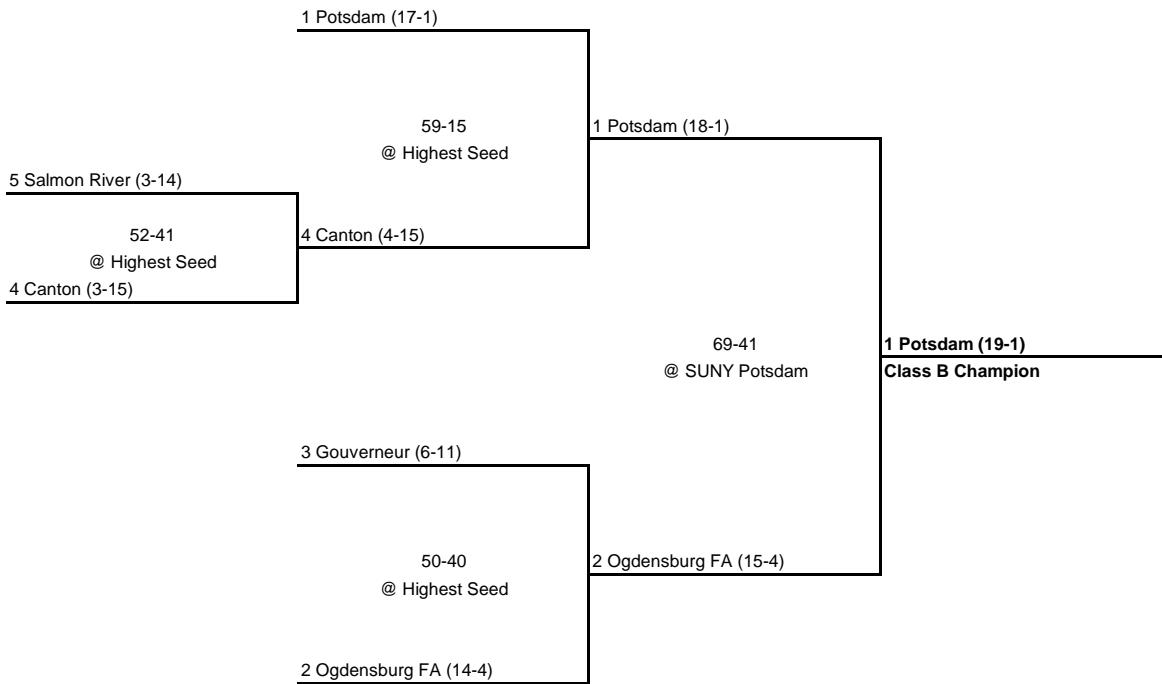 1 Potsdam (17-1)
59-15
@ Highest Seed
1 Potsdam (18-1)
5 Salmon River (3-14)
52-41
@ Highest Seed
4 Canton (4-15)
4 Canton (3-15)
69-41
@ SUNY Potsdam
1 Potsdam (19-1)
Class B Champion
3 Gouverneur (6-11)
50-40
@ Highest Seed
2 Ogdensburg FA (15-4)
2 Ogdensburg FA (14-4)